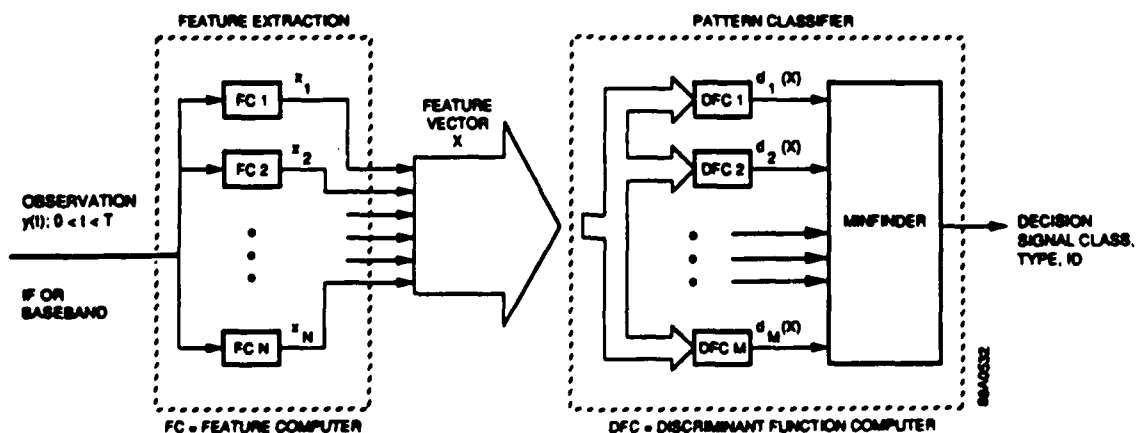 FEATURE EXTRACTION
PATTERN CLASSIFIER
FC 1
x1
FC 2
x2
FC N
xN
OBSERVATION
y(t); 0 < t < T
IF OR
BASEBAND
FEATURE
VECTOR
X
DFC 1
d1(X)
DFC 2
d2(X)
DFC M
dM(X)
MINFINDER
DECISION
SIGNAL CLASS,
TYPE, ID
FC = FEATURE COMPUTER
DFC = DISCRIMINANT FUNCTION COMPUTER